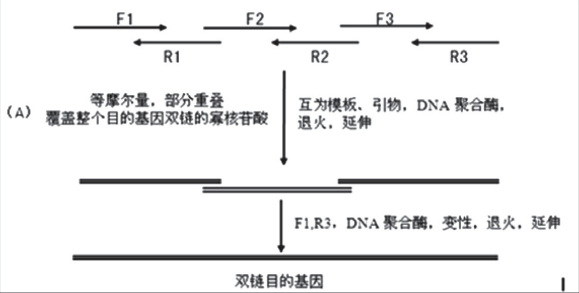 F1 F2 F3
R1 R2 R3
(A)
等摩尔量，部分重叠
覆盖整个目的基因双链的寡核苷酸
互为模板、引物，DNA 聚合酶，
退火，延伸
F1,R3，DNA 聚合酶，变性，退火，延伸
双链目的基因